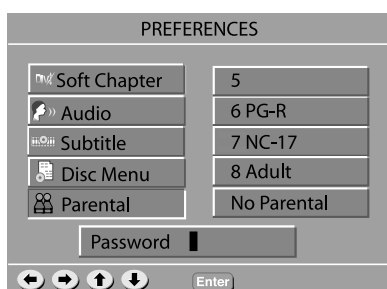 PREFERENCES
Soft Chapter
Audio
Subtitle
Disc Menu
Parental
5
6 PG-R
7 NC-17
8 Adult
No Parental
Password
Enter